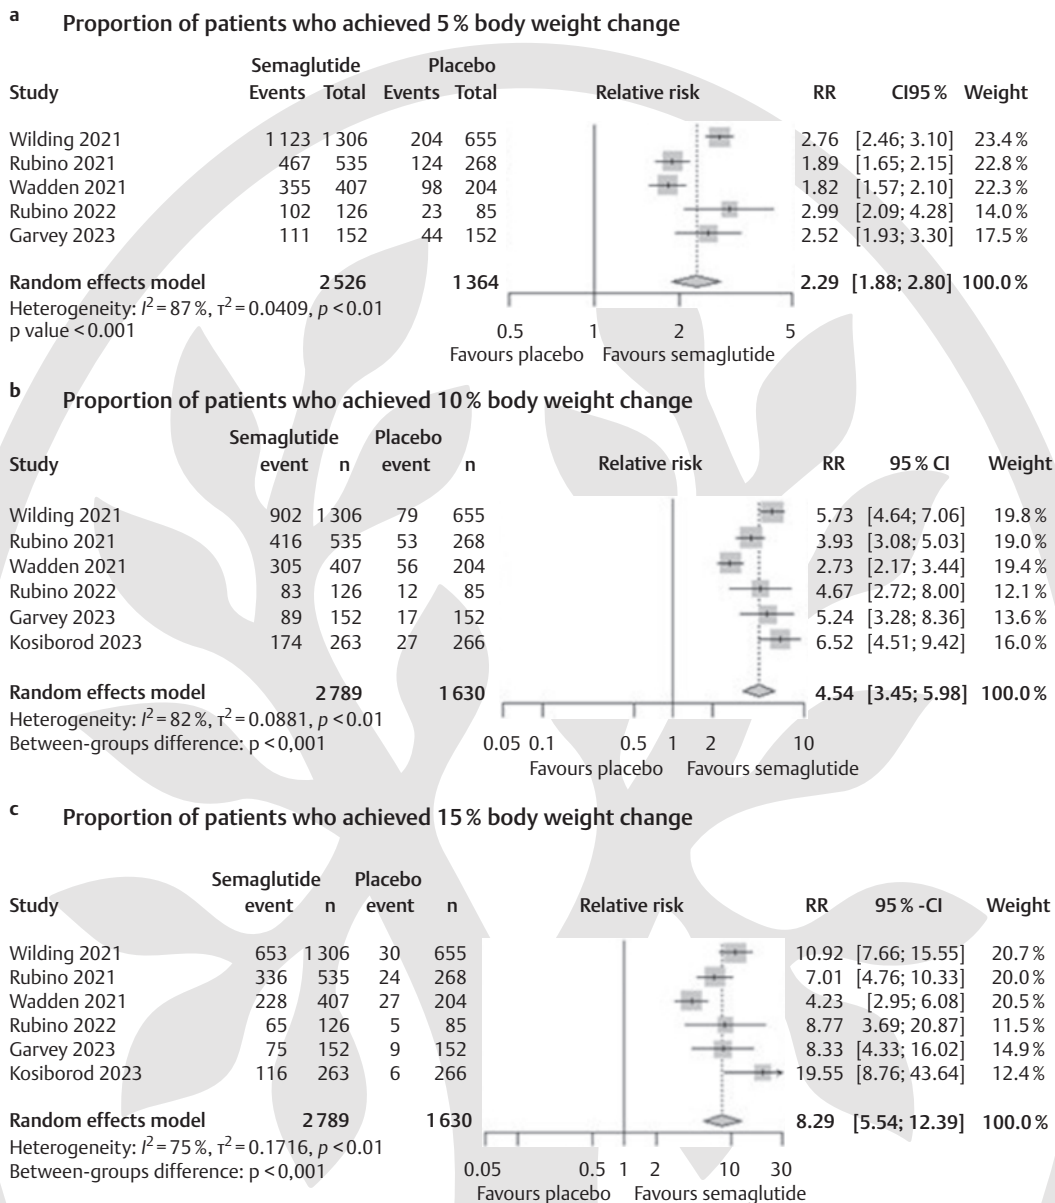 a
Proportion of patients who achieved 5 % body weight change
Semaglutide Placebo
Study Events Total Events Total Relative risk RR CI95 % Weight
Wilding 2021 1 123 1 306 204 655 2.76 [2.46; 3.10] 23.4 %
Rubino 2021 467 535 124 268 1.89 [1.65; 2.15] 22.8 %
Wadden 2021 355 407 98 204 1.82 [1.57; 2.10] 22.3 %
Rubino 2022 102 126 23 85 2.99 [2.09; 4.28] 14.0 %
Garvey 2023 111 152 44 152 2.52 [1.93; 3.30] 17.5 %
Random effects model 2 526 1 364 2.29 [1.88; 2.80] 100.0 %
Heterogeneity: I² = 87 %, τ² = 0.0409, p < 0.01
p value < 0.001
0.5 1 2 5
Favours placebo Favours semaglutide
b
Proportion of patients who achieved 10 % body weight change
Semaglutide Placebo
Study event n event n Relative risk RR 95 % CI Weight
Wilding 2021 902 1 306 79 655 5.73 [4.64; 7.06] 19.8 %
Rubino 2021 416 535 53 268 3.93 [3.08; 5.03] 19.0 %
Wadden 2021 305 407 56 204 2.73 [2.17; 3.44] 19.4 %
Rubino 2022 83 126 12 85 4.67 [2.72; 8.00] 12.1 %
Garvey 2023 89 152 17 152 5.24 [3.28; 8.36] 13.6 %
Kosiborod 2023 174 263 27 266 6.52 [4.51; 9.42] 16.0 %
Random effects model 2 789 1 630 4.54 [3.45; 5.98] 100.0 %
Heterogeneity: I² = 82 %, τ² = 0.0881, p < 0.01
Between-groups difference: p < 0,001
0.05 0.1 0.5 1 2 10
Favours placebo Favours semaglutide
c
Proportion of patients who achieved 15 % body weight change
Semaglutide Placebo
Study event n event n Relative risk RR 95 % -CI Weight
Wilding 2021 653 1 306 30 655 10.92 [7.66; 15.55] 20.7 %
Rubino 2021 336 535 24 268 7.01 [4.76; 10.33] 20.0 %
Wadden 2021 228 407 27 204 4.23 [2.95; 6.08] 20.5 %
Rubino 2022 65 126 5 85 8.77 3.69; 20.87] 11.5 %
Garvey 2023 75 152 9 152 8.33 [4.33; 16.02] 14.9 %
Kosiborod 2023 116 263 6 266 19.55 [8.76; 43.64] 12.4 %
Random effects model 2 789 1 630 8.29 [5.54; 12.39] 100.0 %
Heterogeneity: I² = 75 %, τ² = 0.1716, p < 0.01
Between-groups difference: p < 0,001
0.05 0.5 1 2 10 30
Favours placebo Favours semaglutide